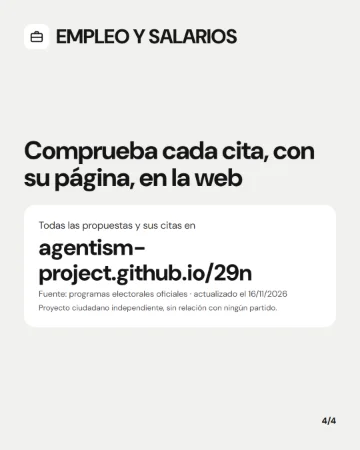 EMPLEO Y SALARIOS
Comprueba cada cita, con
su página, en la web
Todas las propuestas y sus citas en
agentism-
project.github.io/29n
Fuente: programas electorales oficiales · actualizado el 16/11/2026
Proyecto ciudadano independiente, sin relación con ningún partido.
4/4